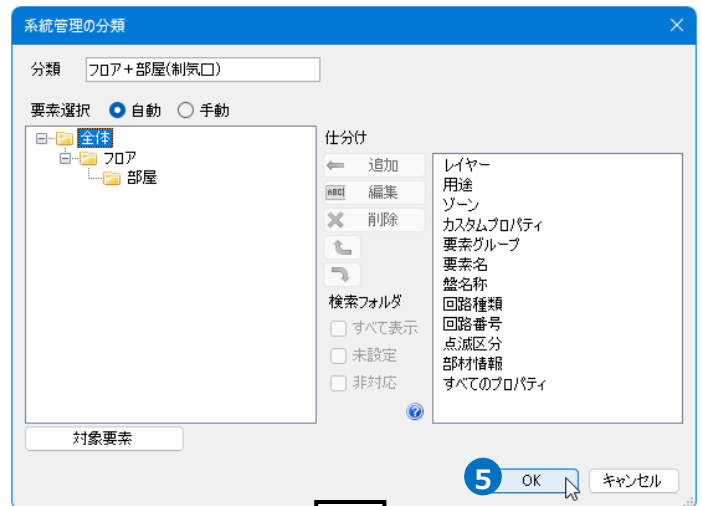 系統管理の分類
分類 フロア+部屋(制気口)
要素選択 自動 手動
全体
フロア
部屋
仕分け
追加
ABC 編集
削除
検索フォルダ
すべて表示
未設定
非対応
?
レイヤー
用途
ゾーン
カスタムプロパティ
要素グループ
要素名
盤名称
回路種類
回路番号
点滅区分
部材情報
すべてのプロパティ
対象要素
5 OK キャンセル